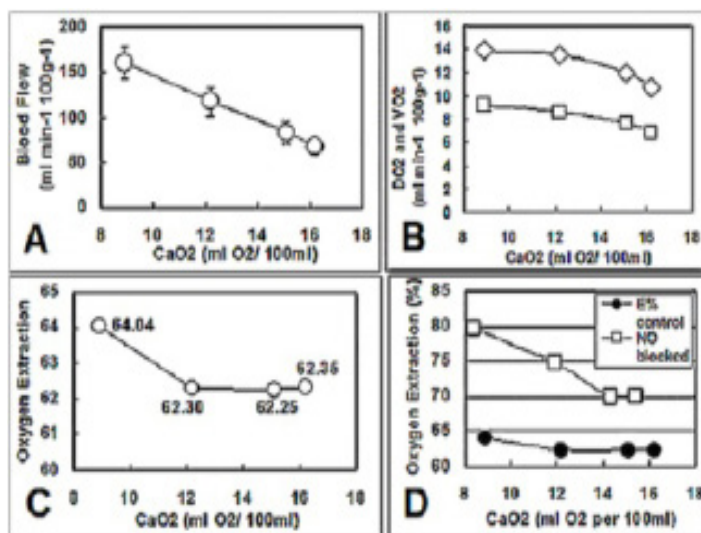 200
150
100
50
0
Blood Flow
(ml min-1 100g-1)
8 10 12 14 16 18
CaO2 (ml O2/ 100ml)
A
16
14
12
10
8
6
4
2
0
DO2 and VO2
(ml min-1 100g-1)
8 10 12 14 16 18
CaO2 (ml O2/ 100ml)
B
65
64
63
62
61
60
Oxygen Extraction
64.04
62.30
62.25
62.35
8 10 12 14 16 18
CaO2 (ml O2/ 100ml)
C
85
80
75
70
65
60
Oxygen Extraction (%)
E%
control
NO
blocked
8 10 12 14 16 18
CaO2 (ml O2 per 100ml)
D